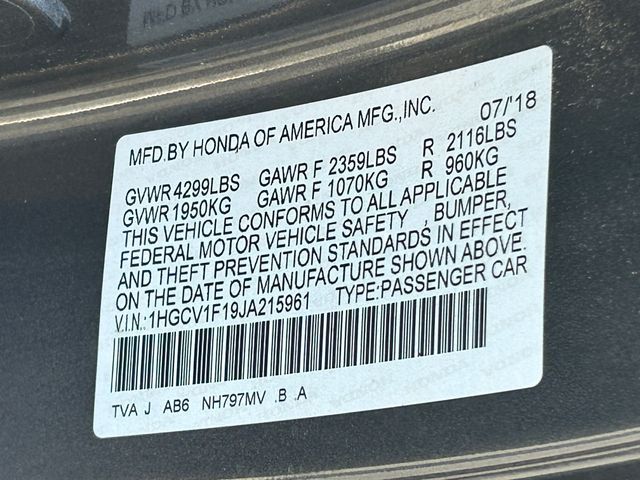 MFD.BY HONDA OF AMERICA MFG.,INC. 07/'18
GVWR 4299LBS GAWR F 2359LBS R 2116LBS
GVWR 1950KG GAWR F 1070KG R 960KG
THIS VEHICLE CONFORMS TO ALL APPLICABLE
FEDERAL MOTOR VEHICLE SAFETY , BUMPER,
AND THEFT PREVENTION STANDARDS IN EFFECT
ON THE DATE OF MANUFACTURE SHOWN ABOVE.
V.I.N.:1HGCV1F19JA215961 TYPE:PASSENGER CAR
TVA J AB6 NH797MV .B .A